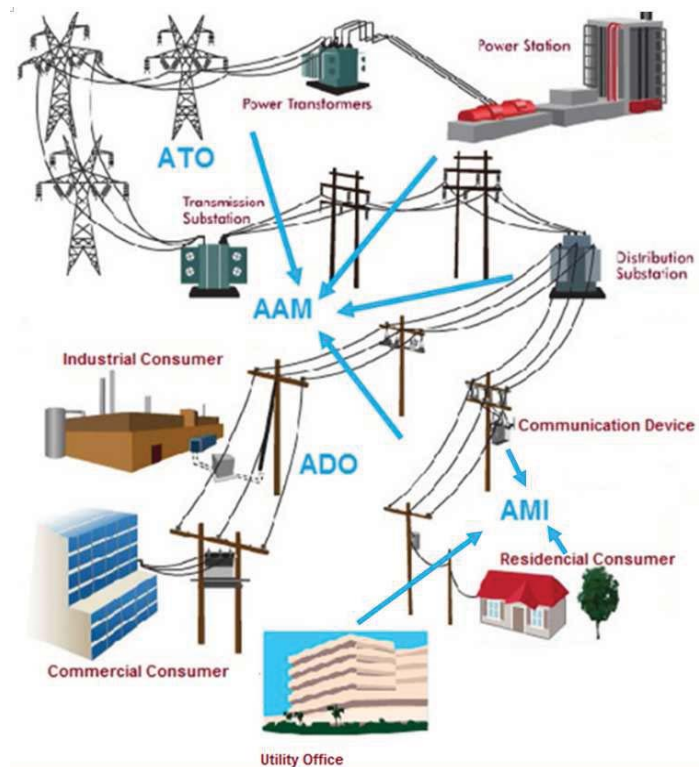 Power Station
Power Transformers
ATO
Transmission
Substation
Distribution
Substation
AAM
Industrial Consumer
Communication Device
ADO
AMI
Residencial Consumer
Commercial Consumer
Utility Office